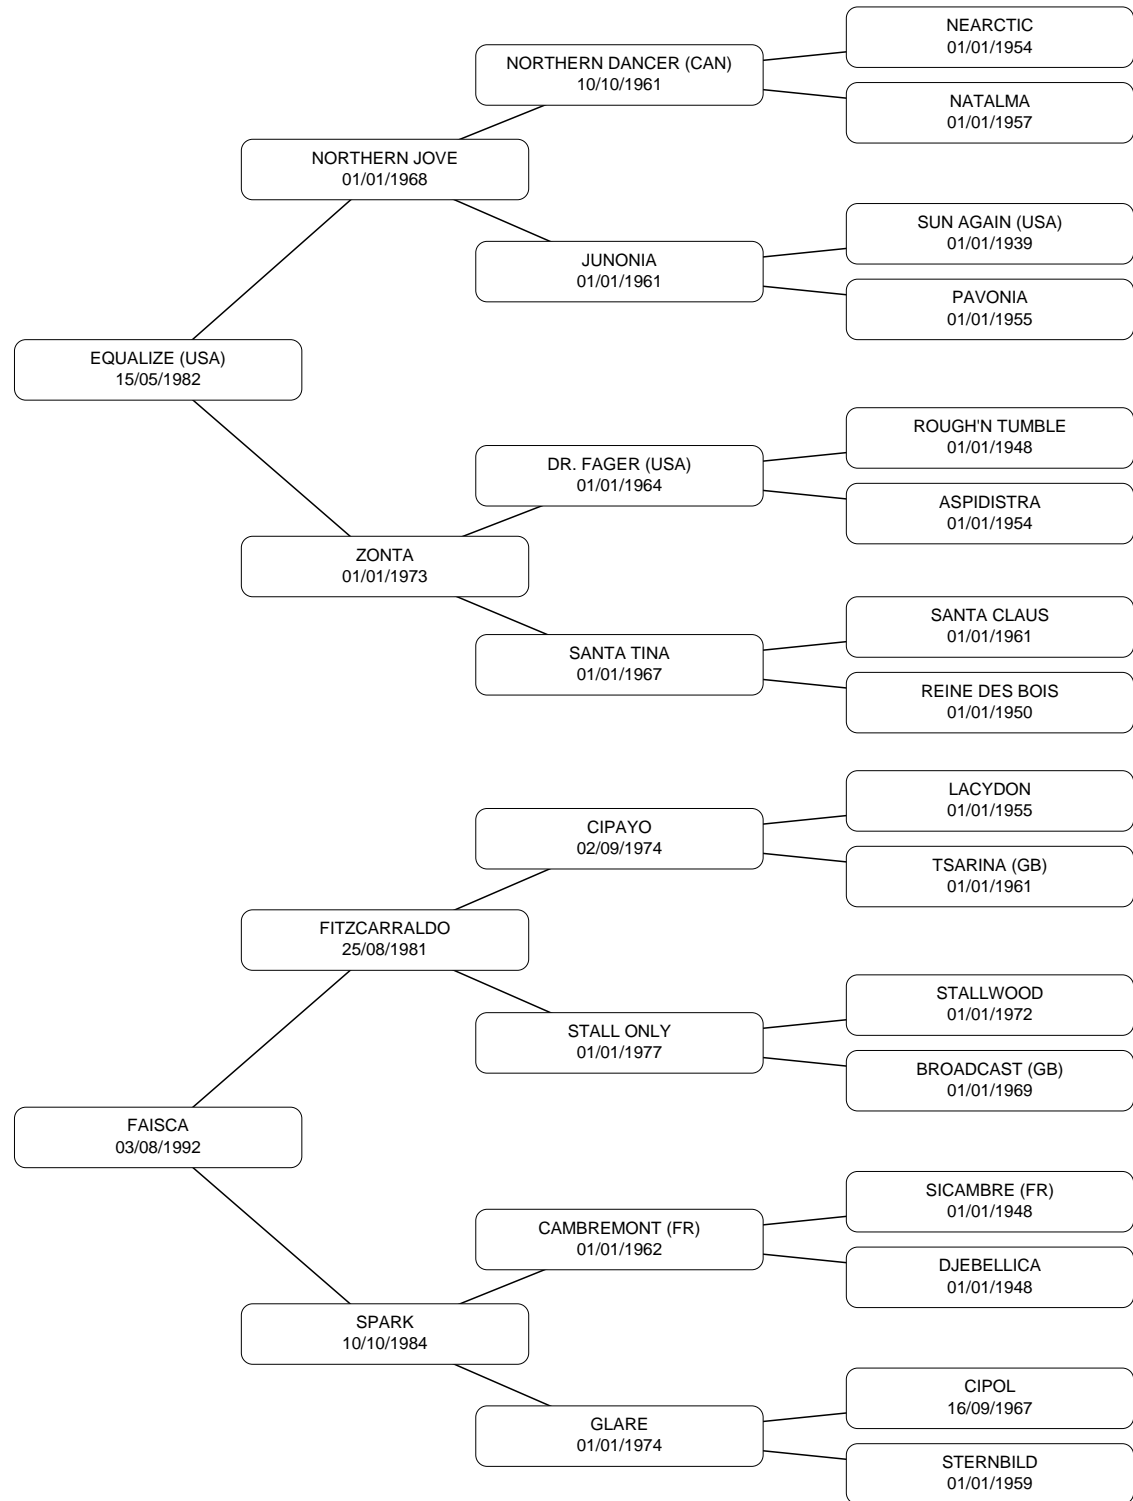 NEARCTIC
01/01/1954
NORTHERN DANCER (CAN)
10/10/1961
NATALMA
01/01/1957
NORTHERN JOVE
01/01/1968
SUN AGAIN (USA)
01/01/1939
JUNONIA
01/01/1961
PAVONIA
01/01/1955
EQUALIZE (USA)
15/05/1982
ROUGH'N TUMBLE
01/01/1948
DR. FAGER (USA)
01/01/1964
ASPIDISTRA
01/01/1954
ZONTA
01/01/1973
SANTA CLAUS
01/01/1961
SANTA TINA
01/01/1967
REINE DES BOIS
01/01/1950
LACYDON
01/01/1955
CIPAYO
02/09/1974
TSARINA (GB)
01/01/1961
FITZCARRALDO
25/08/1981
STALLWOOD
01/01/1972
STALL ONLY
01/01/1977
BROADCAST (GB)
01/01/1969
FAISCA
03/08/1992
SICAMBRE (FR)
01/01/1948
CAMBREMONT (FR)
01/01/1962
DJEBELLICA
01/01/1948
SPARK
10/10/1984
CIPOL
16/09/1967
GLARE
01/01/1974
STERNBILD
01/01/1959